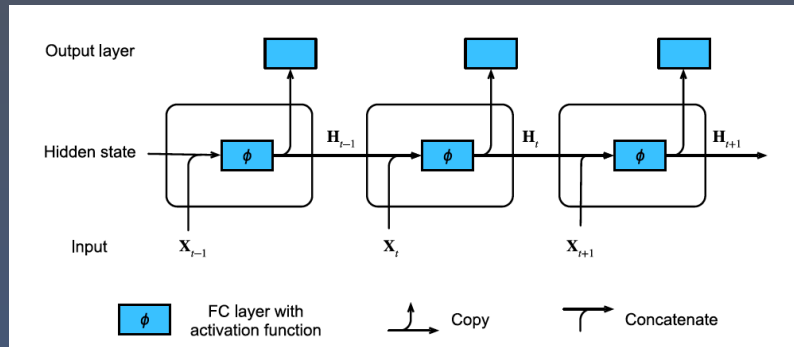 Output layer
Hidden state
ϕ
H_{t−1}
ϕ
H_t
ϕ
H_{t+1}
Input
X_{t−1}
X_t
X_{t+1}
ϕ
FC layer with
activation function
Copy
Concatenate